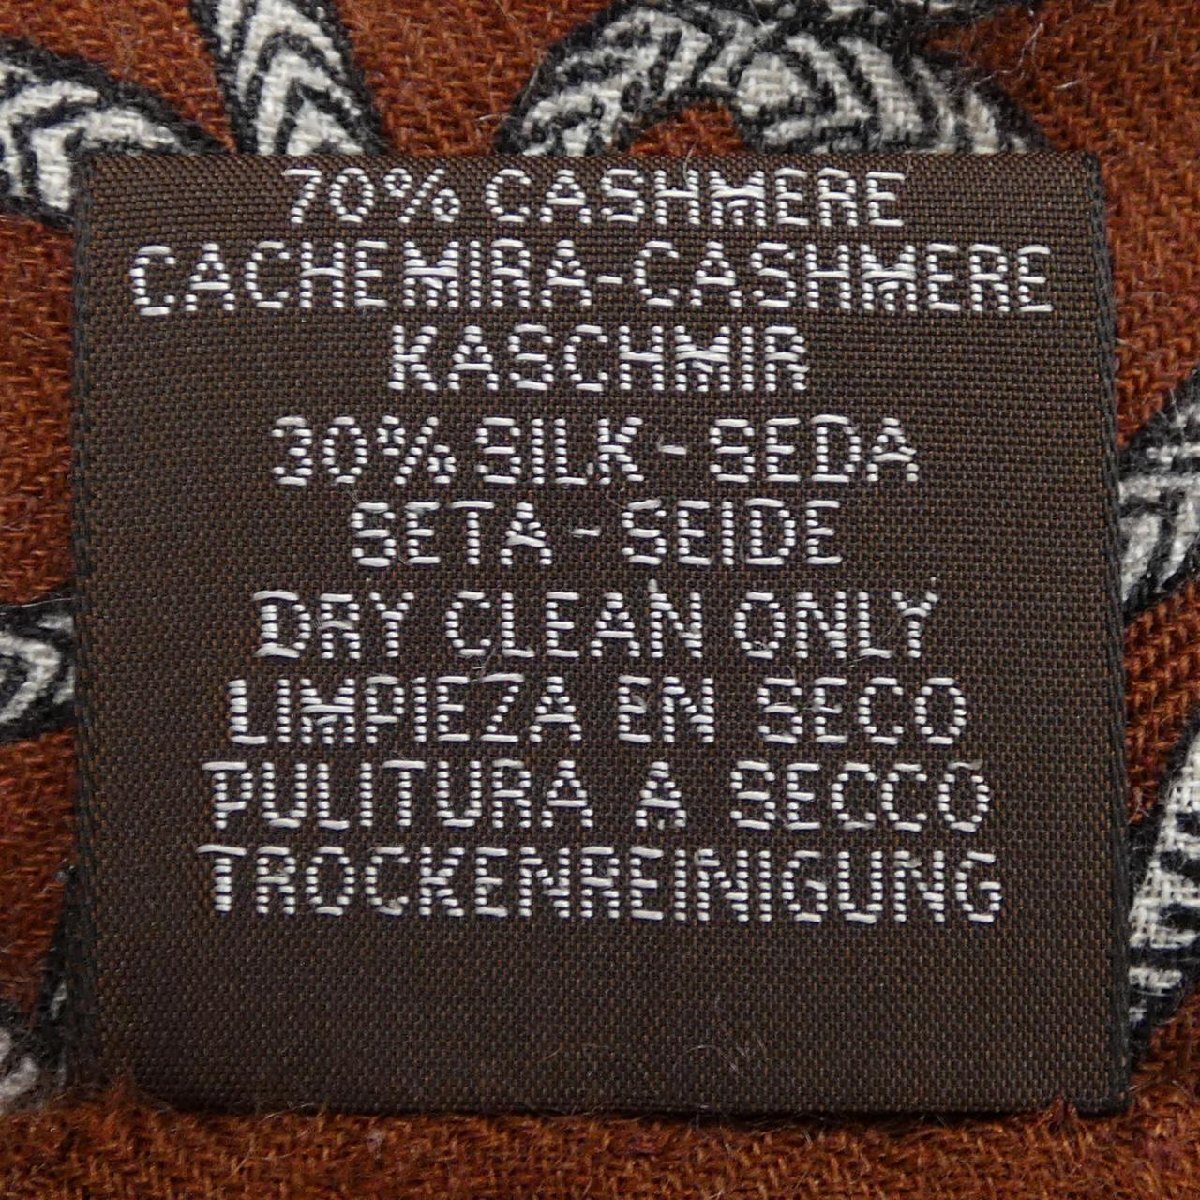 70% CASHMERE
CACHEMIRA-CASHMERE
KASCHMIR
30% SILK - SEDA
SETA - SEIDE
DRY CLEAN ONLY
LIMPIEZA EN SECO
PULITURA A SECCO
TROCKENREINIGUNG